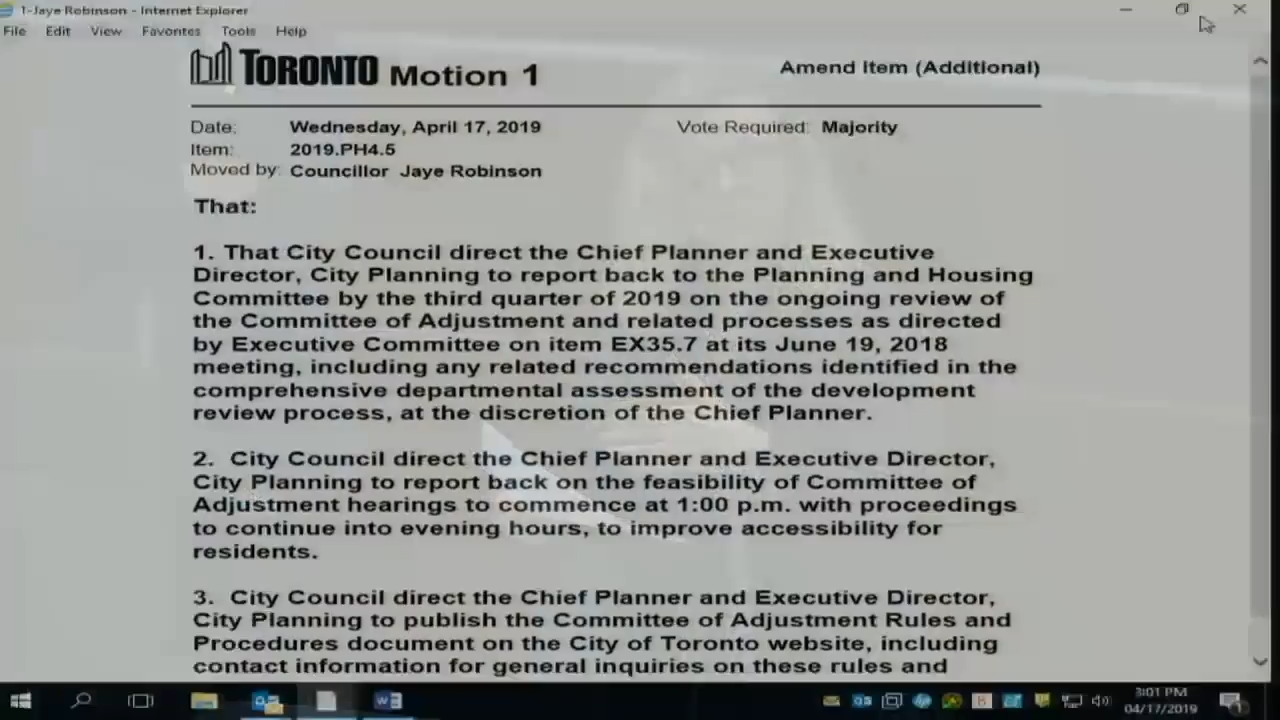 1-Jaye Robinson - Internet Explorer
File Edit View Favorites Tools Help
TORONTO Motion 1
Amend Item (Additional)
Date: Wednesday, April 17, 2019
Vote Required: Majority
Item: 2019.PH4.5
Moved by: Councillor Jaye Robinson
That:
1. That City Council direct the Chief Planner and Executive
Director, City Planning to report back to the Planning and Housing
Committee by the third quarter of 2019 on the ongoing review of
the Committee of Adjustment and related processes as directed
by Executive Committee on item EX35.7 at its June 19, 2018
meeting, including any related recommendations identified in the
comprehensive departmental assessment of the development
review process, at the discretion of the Chief Planner.
2. City Council direct the Chief Planner and Executive Director,
City Planning to report back on the feasibility of Committee of
Adjustment hearings to commence at 1:00 p.m. with proceedings
to continue into evening hours, to improve accessibility for
residents.
3. City Council direct the Chief Planner and Executive Director,
City Planning to publish the Committee of Adjustment Rules and
Procedures document on the City of Toronto website, including
contact information for general inquiries on these rules and
3:01 PM
04/17/2019